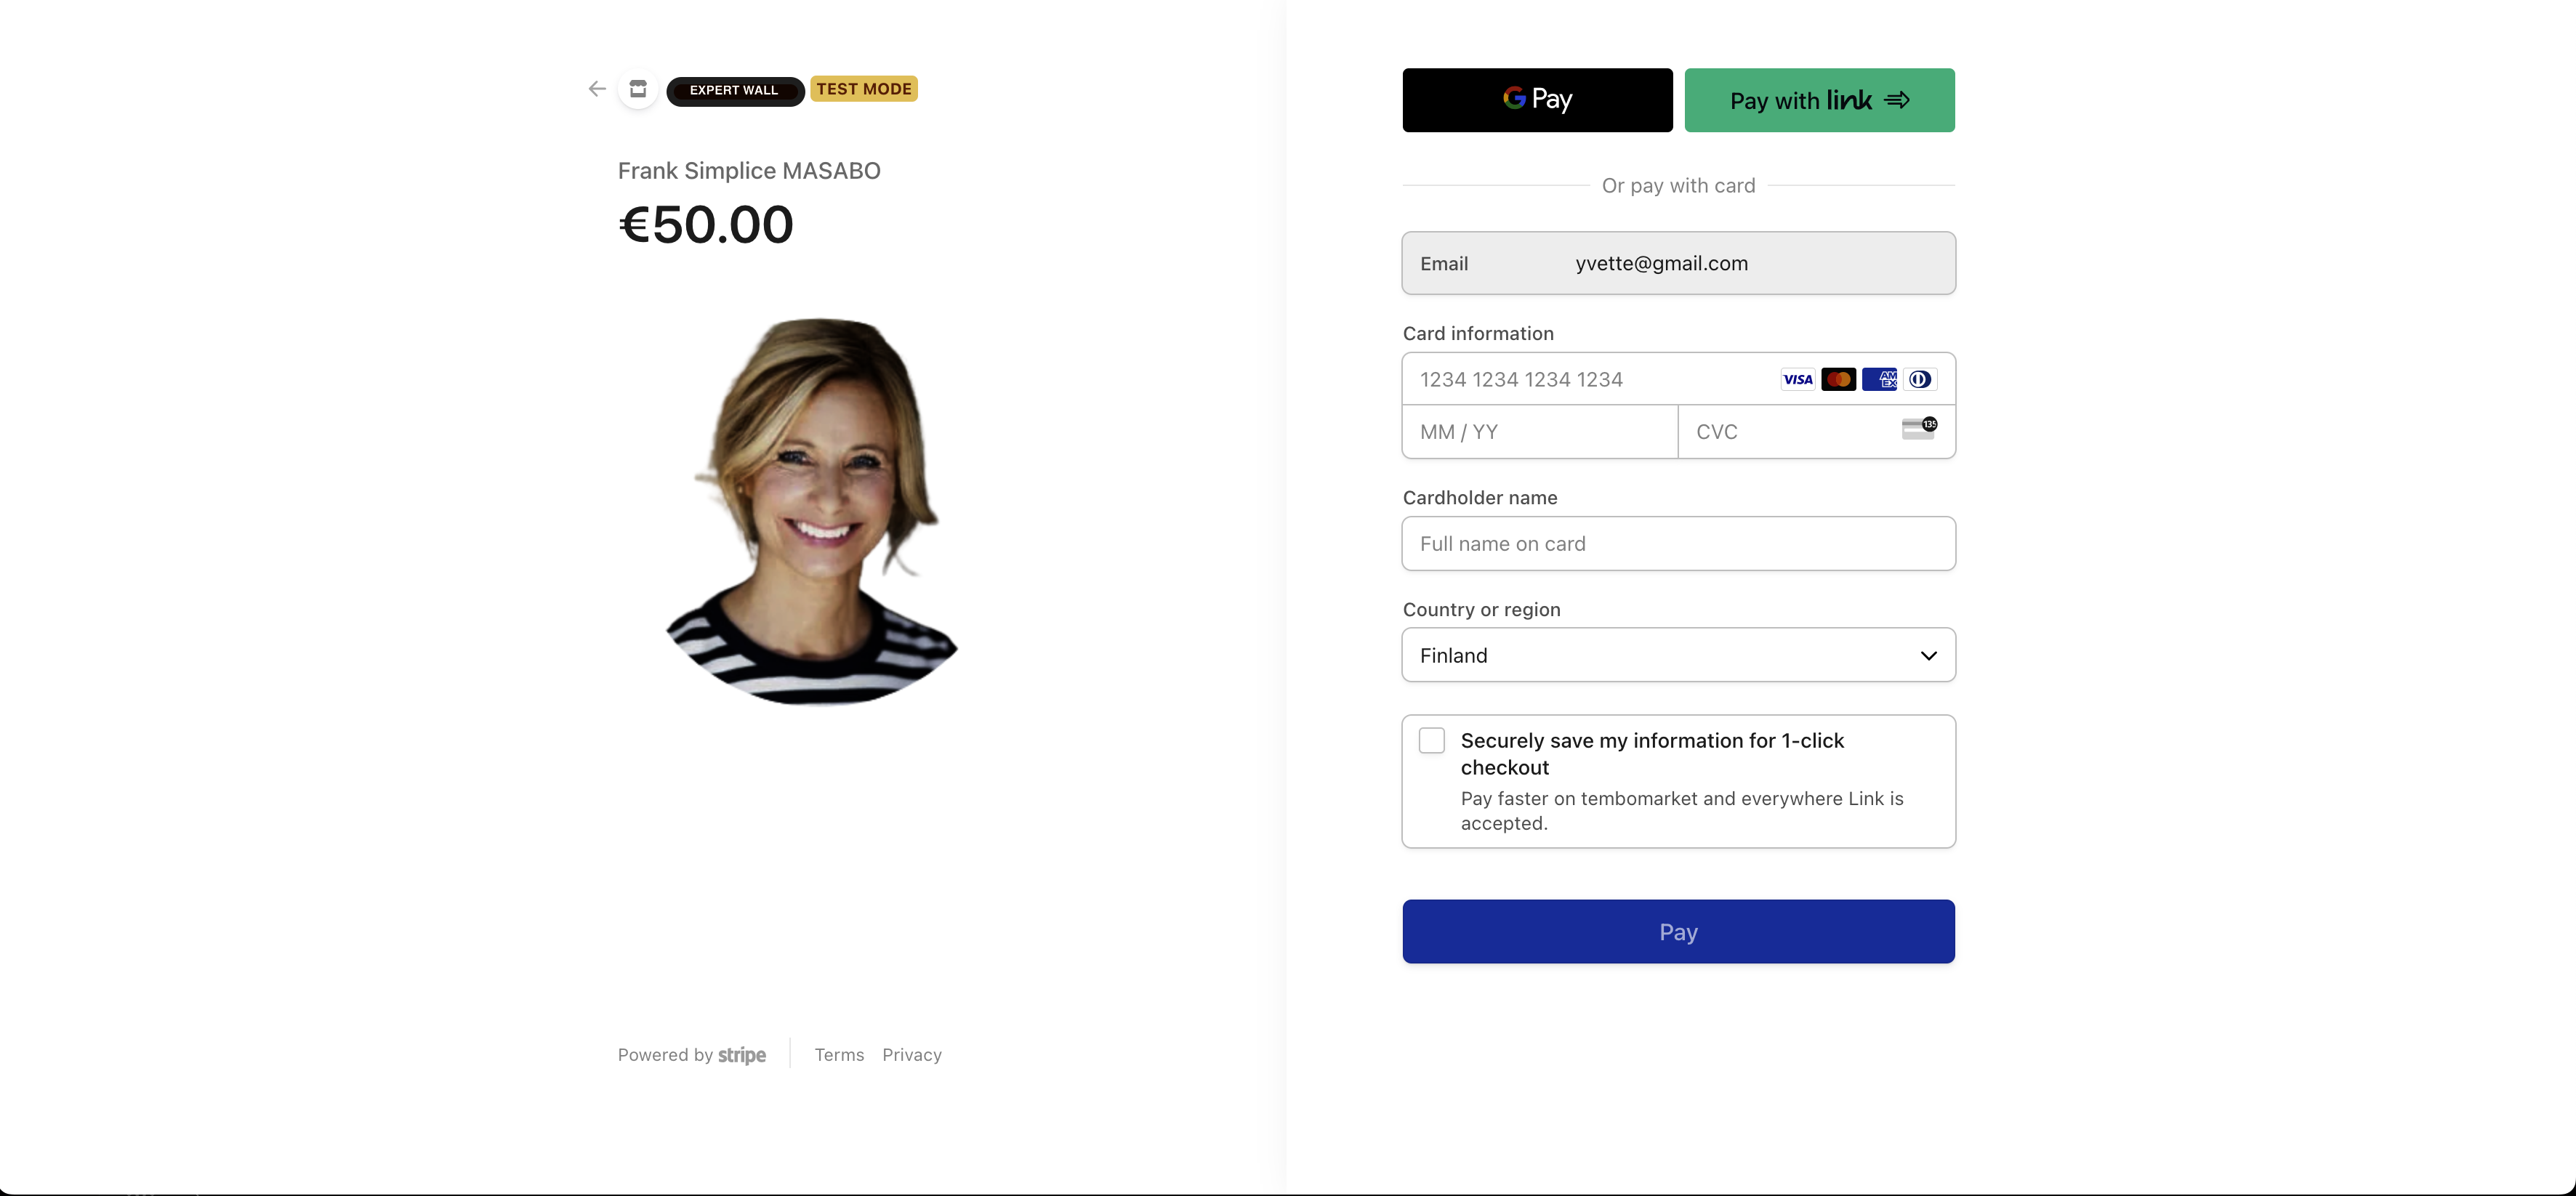 EXPERT WALL
TEST MODE
Frank Simplice MASABO
€50.00
Powered by stripe
Terms
Privacy
G Pay
Pay with link
Or pay with card
Email
yvette@gmail.com
Card information
1234 1234 1234 1234
VISA
AM
EX
MM / YY
CVC
135
Cardholder name
Full name on card
Country or region
Finland
Securely save my information for 1-click
checkout
Pay faster on tembomarket and everywhere Link is
accepted.
Pay